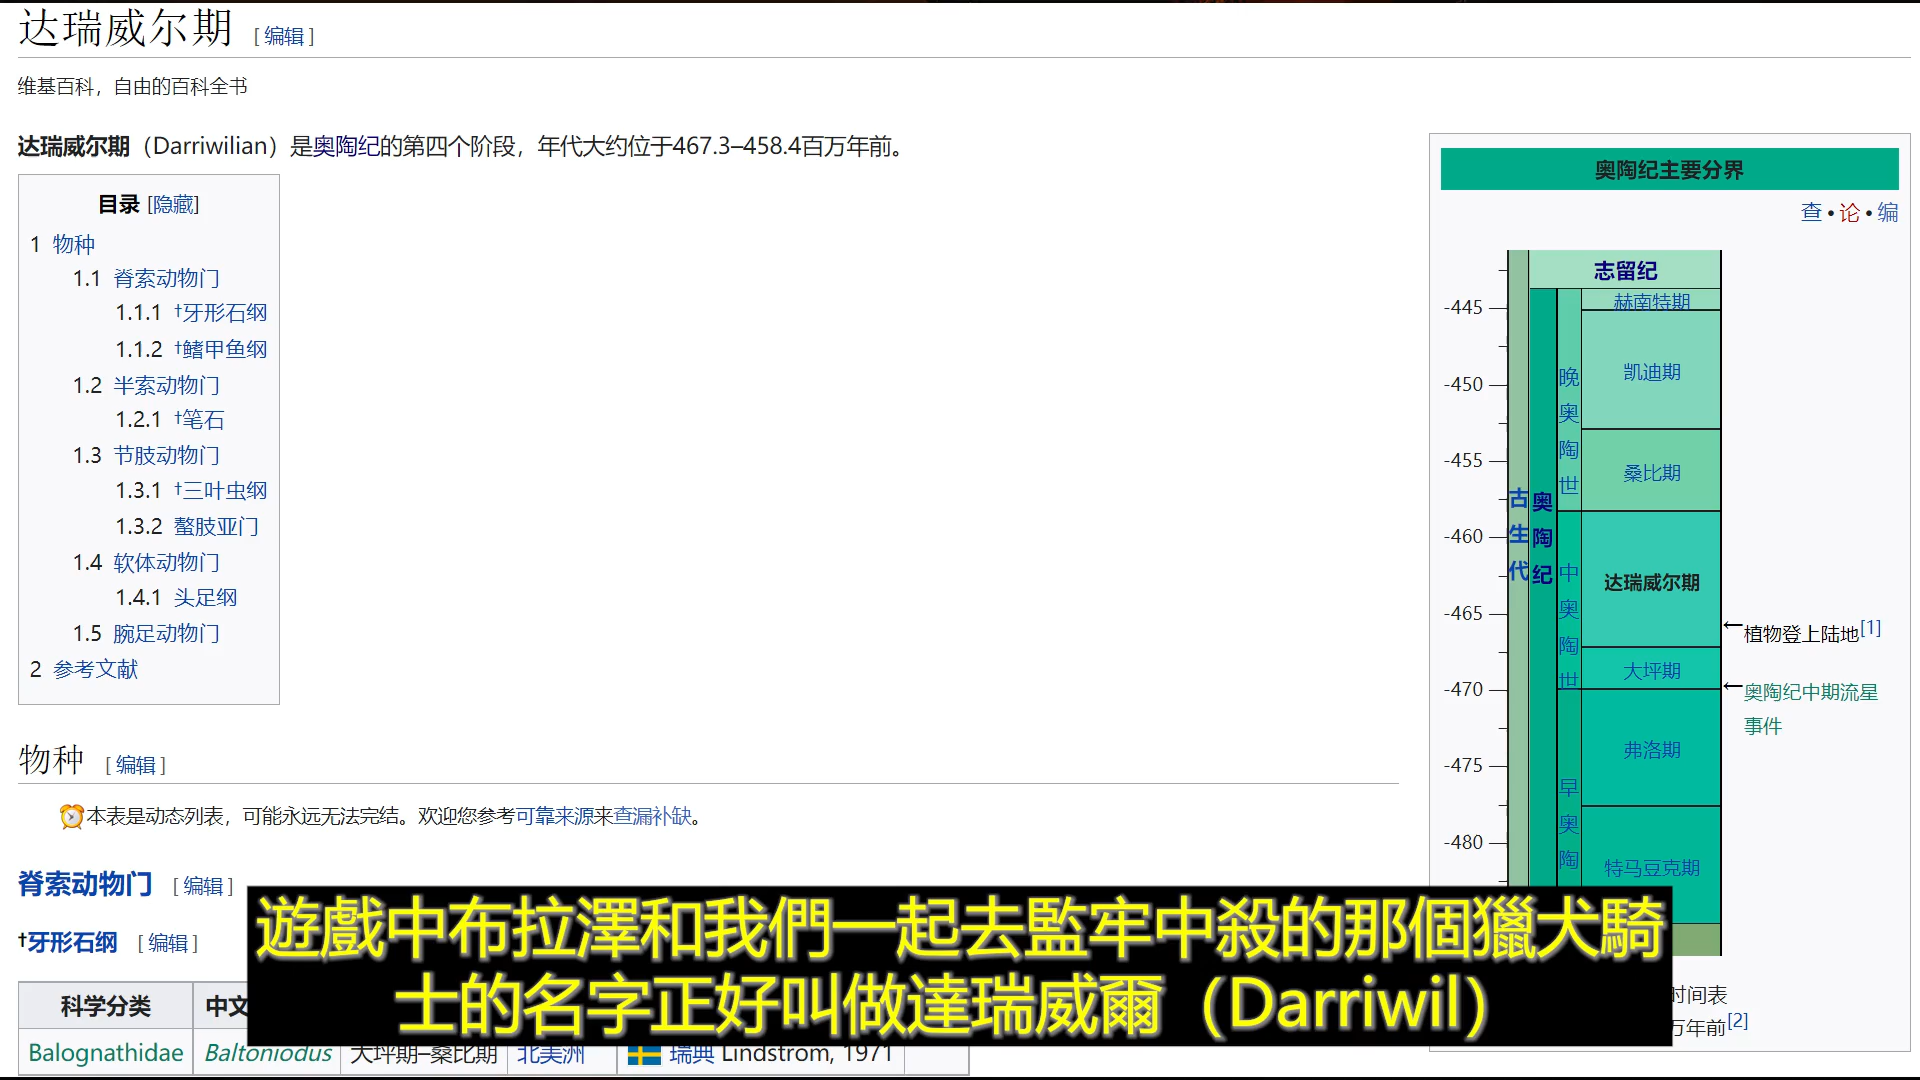 达瑞威尔期 [编辑]
维基百科，自由的百科全书
达瑞威尔期（Darriwilian）是奥陶纪的第四个阶段，年代大约位于467.3–458.4百万年前。
目录 [隐藏]
1 物种
1.1 脊索动物门
1.1.1 †牙形石纲
1.1.2 †鳍甲鱼纲
1.2 半索动物门
1.2.1 †笔石
1.3 节肢动物门
1.3.1 †三叶虫纲
1.3.2 螯肢亚门
1.4 软体动物门
1.4.1 头足纲
1.5 腕足动物门
2 参考文献
物种 [编辑]
本表是动态列表，可能永远无法完结。欢迎您参考可靠来源来查漏补缺。
脊索动物门 [编辑]
†牙形石纲 [编辑]
科学分类 中文
Balognathidae Baltoniodus 大坪期–桑比期 北美洲 瑞典 Lindström, 1971
奥陶纪主要分界
查 • 论 • 编
志留纪
-445
赫南特期
-450
凯迪期
-455
桑比期
-460
达瑞威尔期
-465
←植物登上陆地[1]
大坪期
-470
←奥陶纪中期流星
事件
弗洛期
-475
-480
特马豆克期
古生代
奥陶纪
晚奥陶世
中奥陶世
早奥陶
时间表
万年前[2]
遊戲中布拉澤和我們一起去監牢中殺的那個獵犬騎
士的名字正好叫做達瑞威爾（Darriwil）